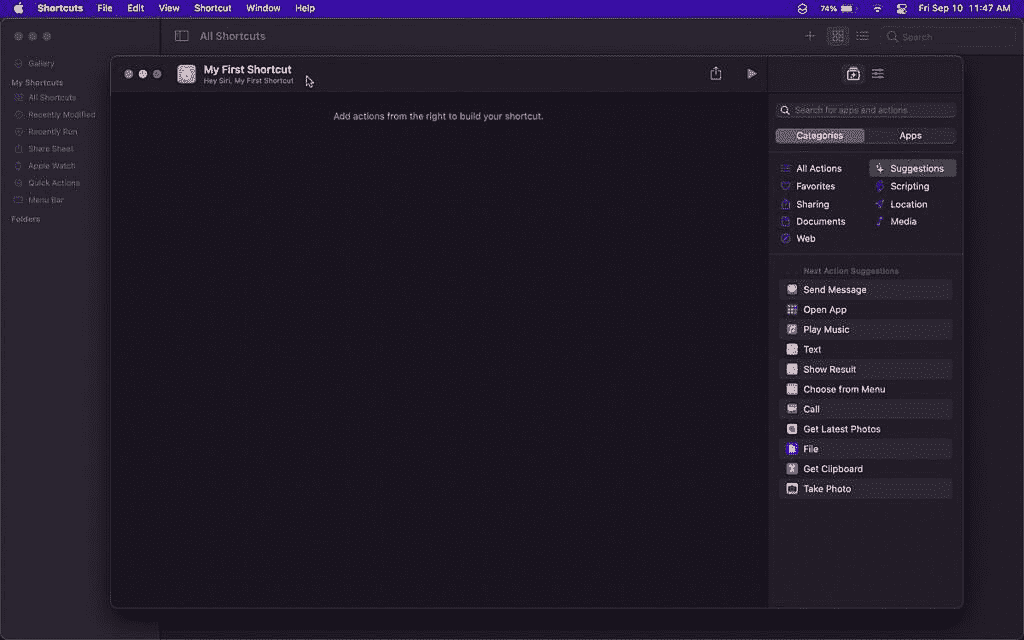 Shortcuts File Edit View Shortcut Window Help 74% Fri Sep 10 11:47 AM
All Shortcuts Search
Gallery
My Shortcuts
All Shortcuts
Recently Modified
Recently Run
Share Sheet
Apple Watch
Quick Actions
Menu Bar
Folders
My First Shortcut
Hey Siri, My First Shortcut
Add actions from the right to build your shortcut.
Search for apps and actions
Categories Apps
All Actions Suggestions
Favorites Scripting
Sharing Location
Documents Media
Web
Next Action Suggestions
Send Message
Open App
Play Music
Text
Show Result
Choose from Menu
Call
Get Latest Photos
File
Get Clipboard
Take Photo